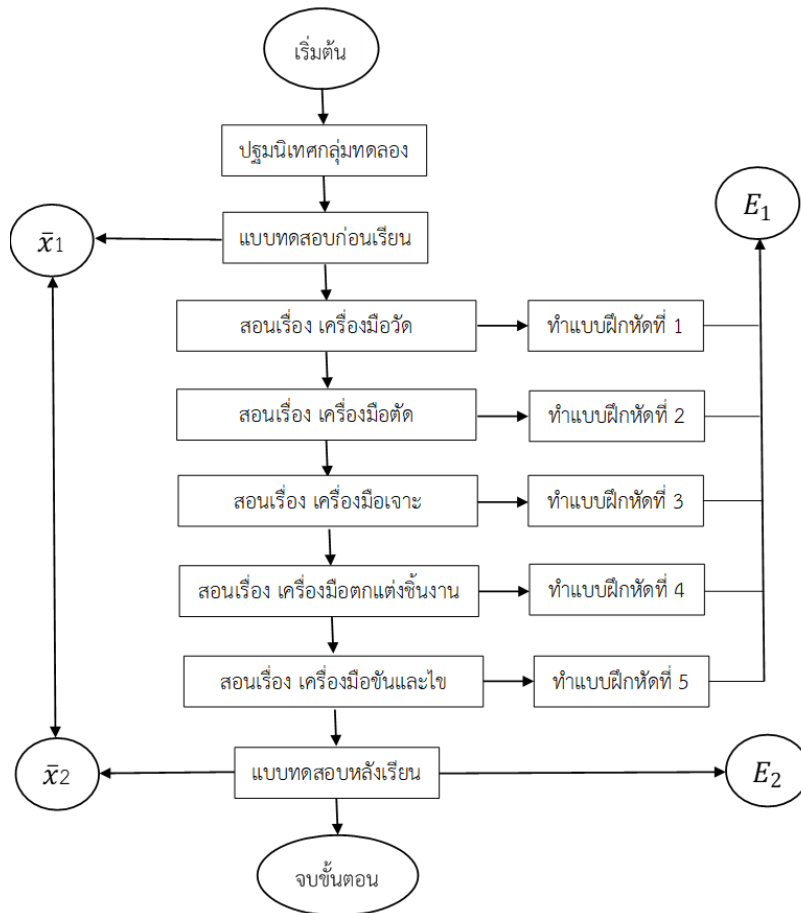 เริ่มต้น
ปฐมนิเทศกลุ่มทดลอง
E₁
x̄1
แบบทดสอบก่อนเรียน
สอนเรื่อง เครื่องมือวัด
ทำแบบฝึกหัดที่ 1
สอนเรื่อง เครื่องมือตัด
ทำแบบฝึกหัดที่ 2
สอนเรื่อง เครื่องมือเจาะ
ทำแบบฝึกหัดที่ 3
สอนเรื่อง เครื่องมือตกแต่งชิ้นงาน
ทำแบบฝึกหัดที่ 4
สอนเรื่อง เครื่องมือขันและไข
ทำแบบฝึกหัดที่ 5
x̄2
แบบทดสอบหลังเรียน
E₂
จบขั้นตอน